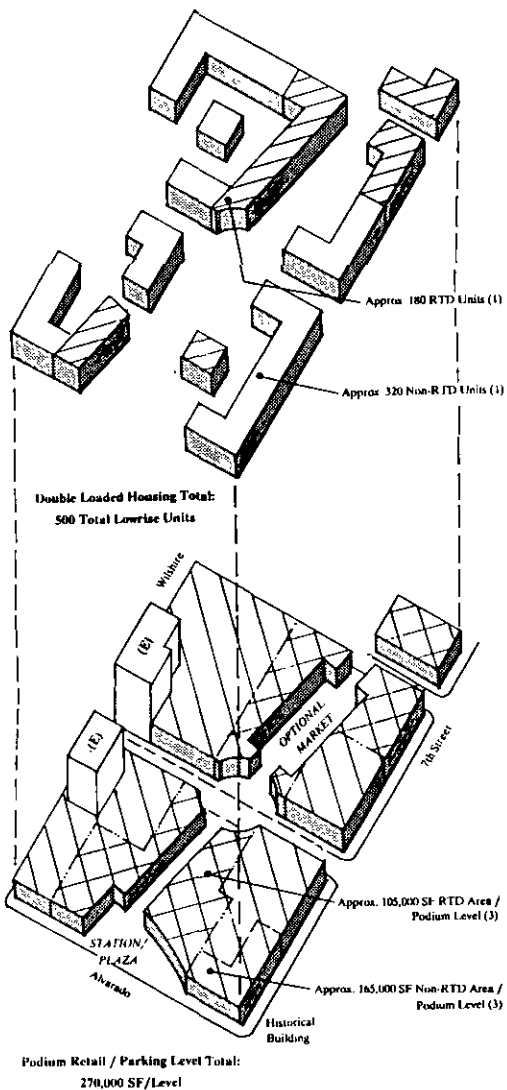 Approx. 180 RTD Units (1)
Approx. 320 Non-RTD Units (1)
Double Loaded Housing Total:
500 Total Lowrise Units
Wilshire
(E)
OPTIONAL
MARKET
7th Street
(E)
Approx. 105,000 SF RTD Area /
Podium Level (3)
STATION/
PLAZA
Alvarado
Approx. 165,000 SF Non-RTD Area /
Podium Level (3)
Historical
Building
Podium Retail / Parking Level Total:
270,000 SF/Level